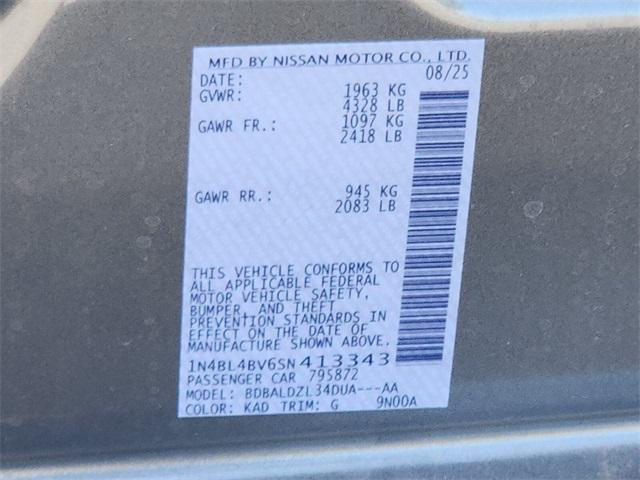 MFD BY NISSAN MOTOR CO., LTD.
DATE: 08/25
GVWR: 1963 KG
4328 LB
GAWR FR.: 1097 KG
2418 LB
GAWR RR.: 945 KG
2083 LB
THIS VEHICLE CONFORMS TO
ALL APPLICABLE FEDERAL
MOTOR VEHICLE SAFETY,
BUMPER, AND THEFT
PREVENTION STANDARDS IN
EFFECT ON THE DATE OF
MANUFACTURE SHOWN ABOVE.
1N4BL4BV6SN413343
PASSENGER CAR 795872
MODEL: BDBALDZL34DUA---AA
COLOR: KAD TRIM: G 9N00A